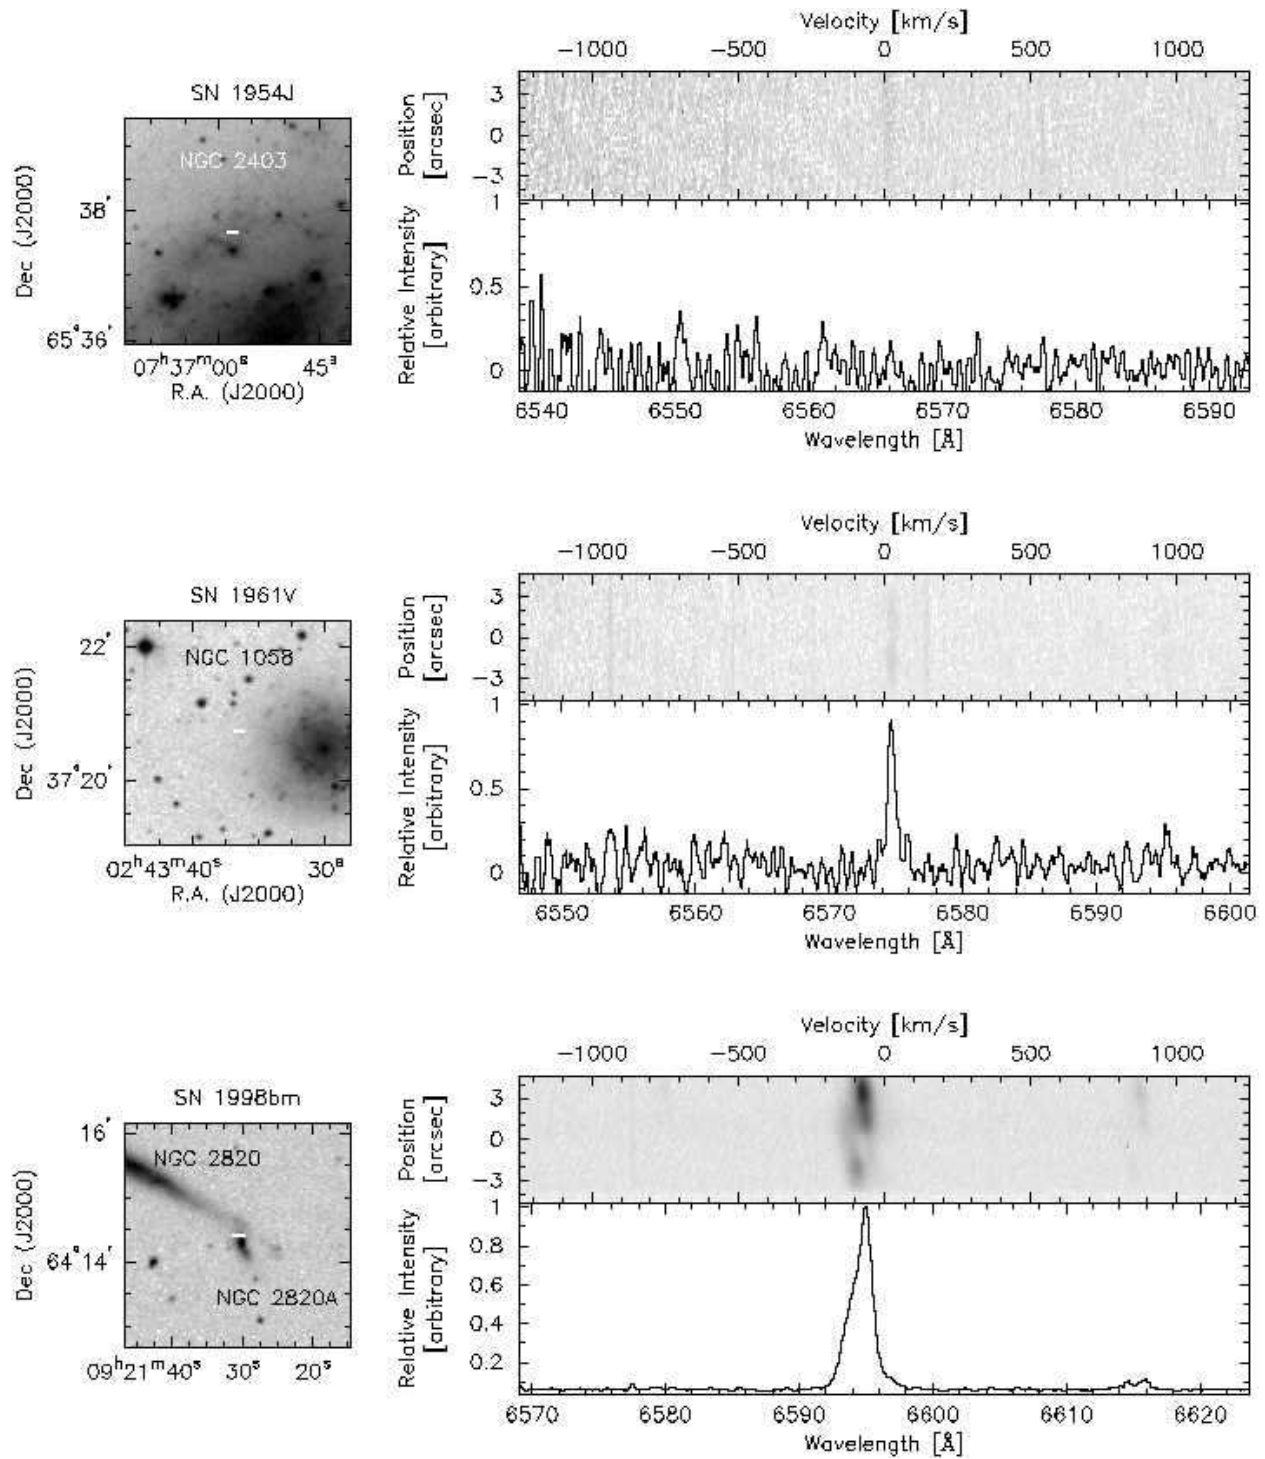 Velocity [km/s]
−1000 −500 0 500 1000
SN 1954J
NGC 2403
Dec (J2000)
38'
65°36'
07ʰ37ᵐ00ˢ 45ˢ
R.A. (J2000)
Position [arcsec]
3
0
−3
Relative Intensity [arbitrary]
1
0.5
0
6540 6550 6560 6570 6580 6590
Wavelength [Å]
Velocity [km/s]
−1000 −500 0 500 1000
SN 1961V
NGC 1058
Dec (J2000)
22'
37°20'
02ʰ43ᵐ40ˢ 30ˢ
R.A. (J2000)
Position [arcsec]
3
0
−3
Relative Intensity [arbitrary]
1
0.5
0
6550 6560 6570 6580 6590 6600
Wavelength [Å]
Velocity [km/s]
−1000 −500 0 500 1000
SN 1998bm
NGC 2820
NGC 2820A
Dec (J2000)
16'
64°14'
09ʰ21ᵐ40ˢ 30ˢ 20ˢ
R.A. (J2000)
Position [arcsec]
3
0
−3
Relative Intensity [arbitrary]
1
0.8
0.6
0.4
0.2
6570 6580 6590 6600 6610 6620
Wavelength [Å]